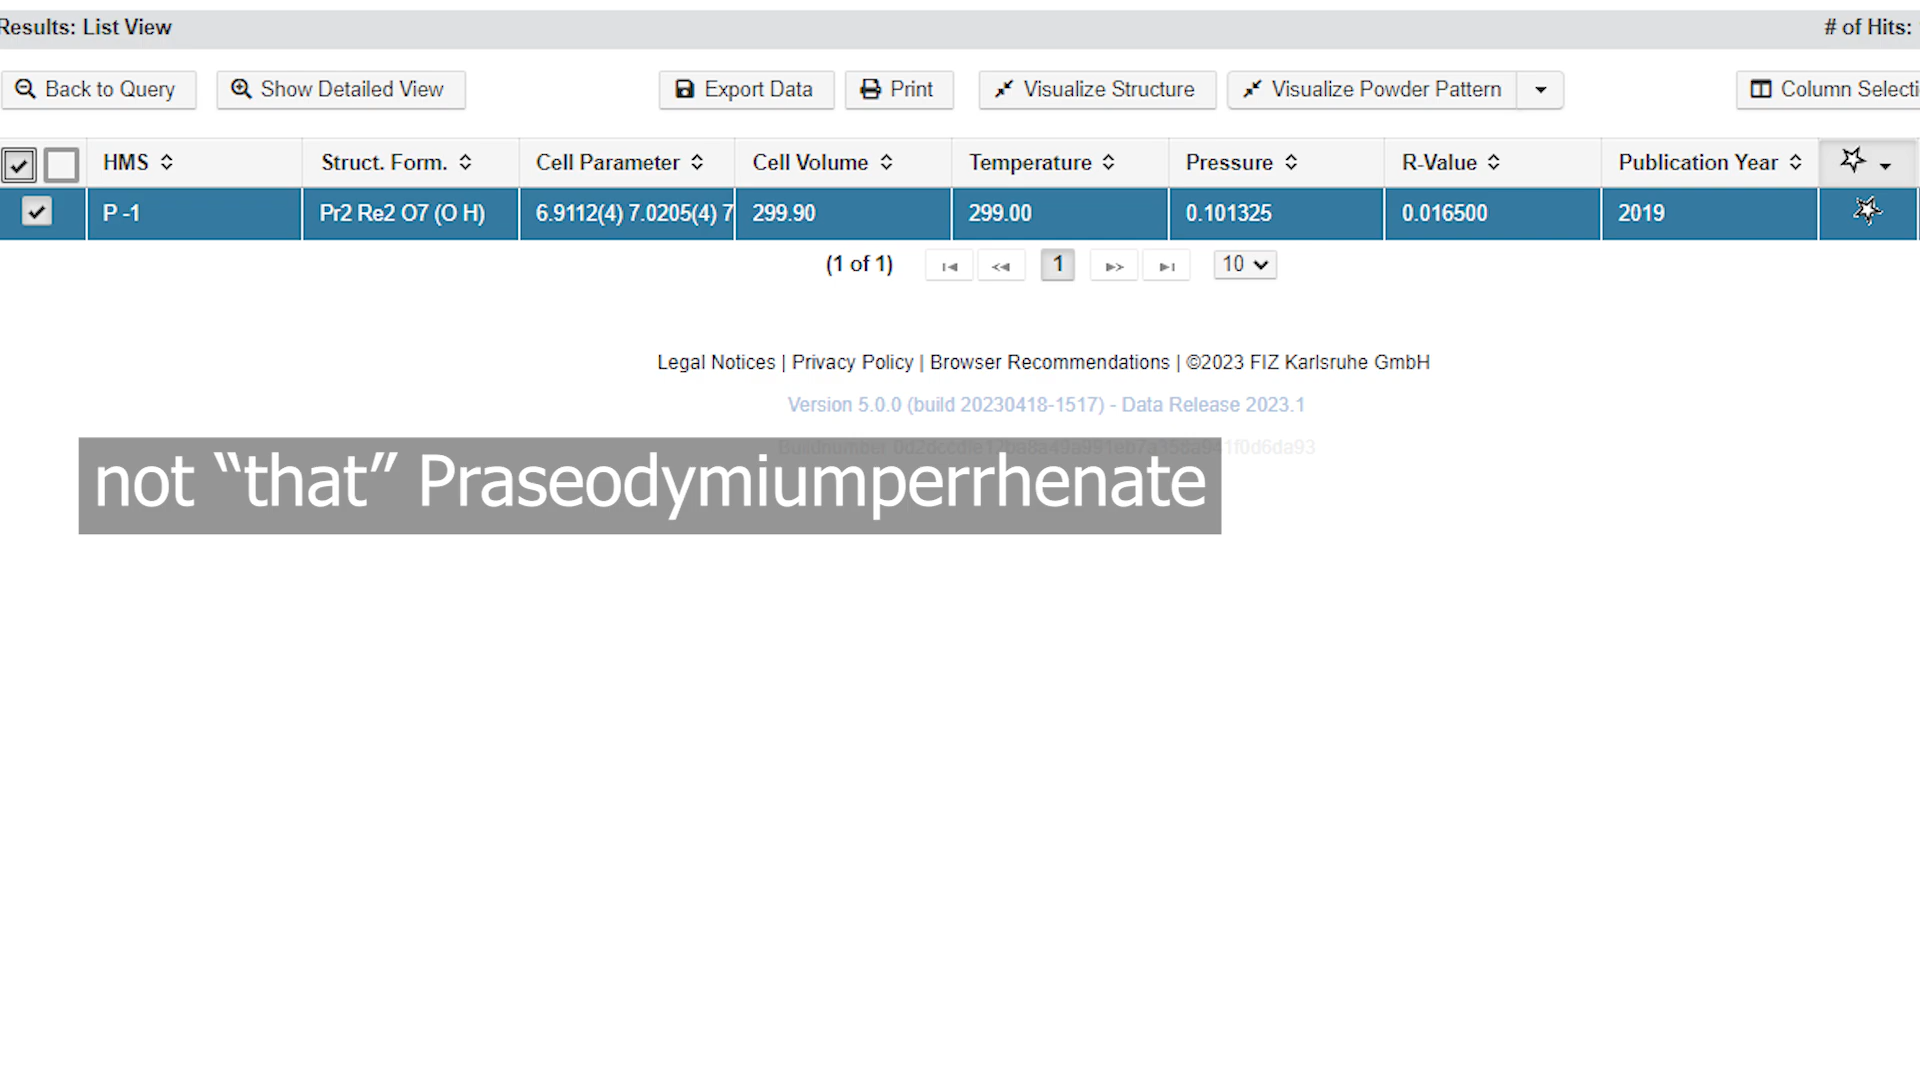 Results: List View # of Hits:
Back to Query Show Detailed View Export Data Print Visualize Structure Visualize Powder Pattern Column Selecti
HMS Struct. Form. Cell Parameter Cell Volume Temperature Pressure R-Value Publication Year
P -1 Pr2 Re2 O7 (O H) 6.9112(4) 7.0205(4) 7 299.90 299.00 0.101325 0.016500 2019
(1 of 1) 1 10
Legal Notices | Privacy Policy | Browser Recommendations | ©2023 FIZ Karlsruhe GmbH
Version 5.0.0 (build 20230418-1517) - Data Release 2023.1
Buildnumber
not “that” Praseodymiumperrhenate